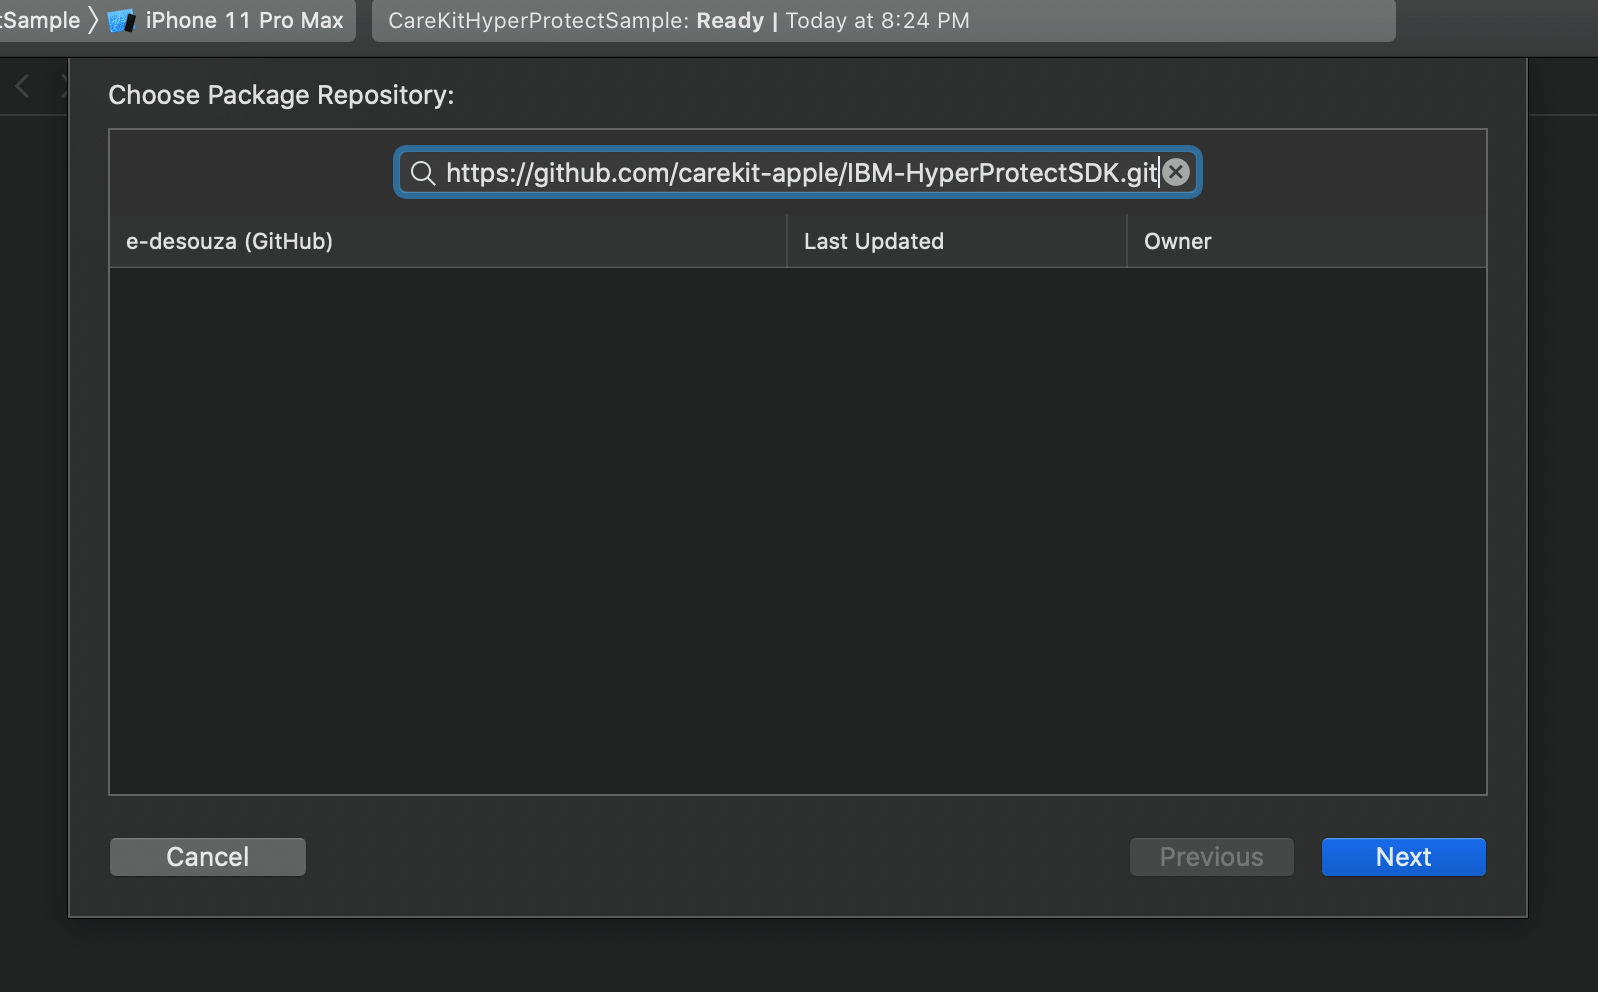 tSample 〉 iPhone 11 Pro Max CareKitHyperProtectSample: Ready | Today at 8:24 PM
Choose Package Repository:
https://github.com/carekit-apple/IBM-HyperProtectSDK.git
e-desouza (GitHub) Last Updated Owner
Cancel Previous Next